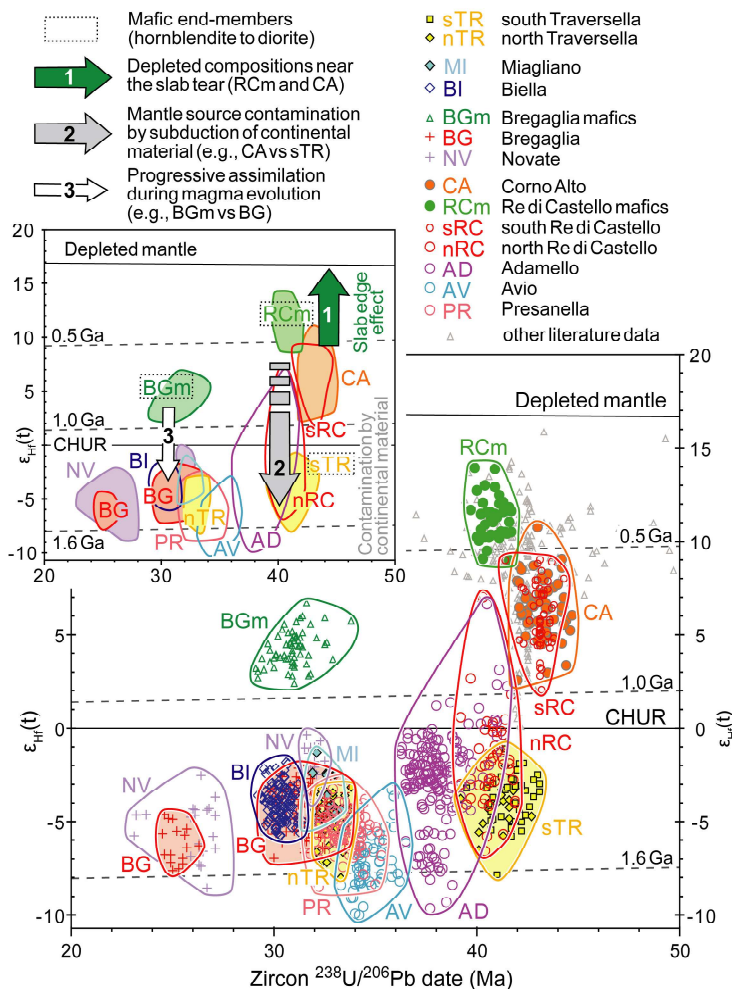 Mafic end-members
(hornblendite to diorite)
1
Depleted compositions near
the slab tear (RCm and CA)
2
Mantle source contamination
by subduction of continental
material (e.g., CA vs sTR)
3
Progressive assimilation
during magma evolution
(e.g., BGm vs BG)
sTR south Traversella
nTR north Traversella
MI Miagliano
BI Biella
BGm Bregaglia mafics
BG Bregaglia
NV Novate
CA Corno Alto
RCm Re di Castello mafics
sRC south Re di Castello
nRC north Re di Castello
AD Adamello
AV Avio
PR Presanella
other literature data
20
15
10
5
0
-5
-10
εHf(t)
Depleted mantle
0.5 Ga
1.0 Ga
CHUR
1.6 Ga
RCm
1
Slab edge
effect
BGm
CA
3
sRC
NV
BI
2
sTR
BG
BG
nTR
nRC
PR
AV
AD
Contamination by
continental material
20 30 40 50
20
15
10
5
0
-5
-10
Depleted mantle
RCm
0.5 Ga
CA
BGm
1.0 Ga
sRC
CHUR
nRC
NV
MI
BI
NV
sTR
BG
BG
nTR
1.6 Ga
PR
AV
AD
5
0
-5
-10
εHf(t)
εHf(t)
20 30 40 50
Zircon 238U/206Pb date (Ma)